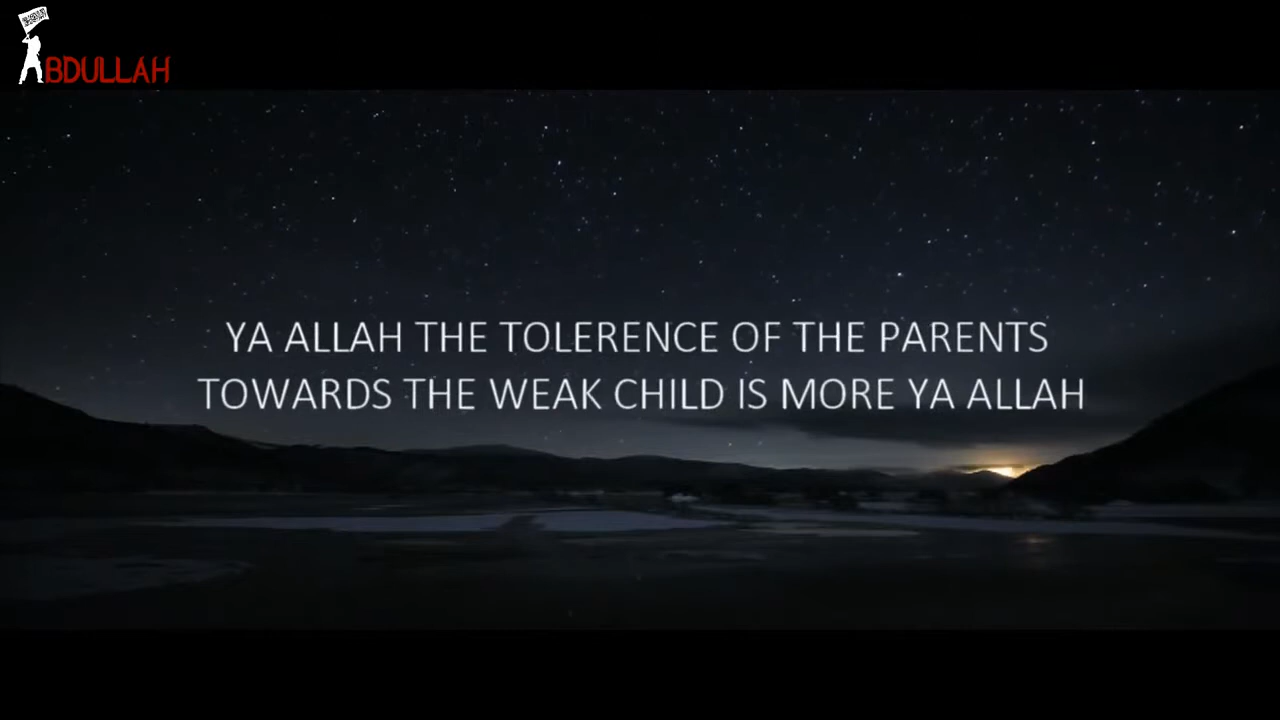 ABDULLAH
YA ALLAH THE TOLERENCE OF THE PARENTS
TOWARDS THE WEAK CHILD IS MORE YA ALLAH